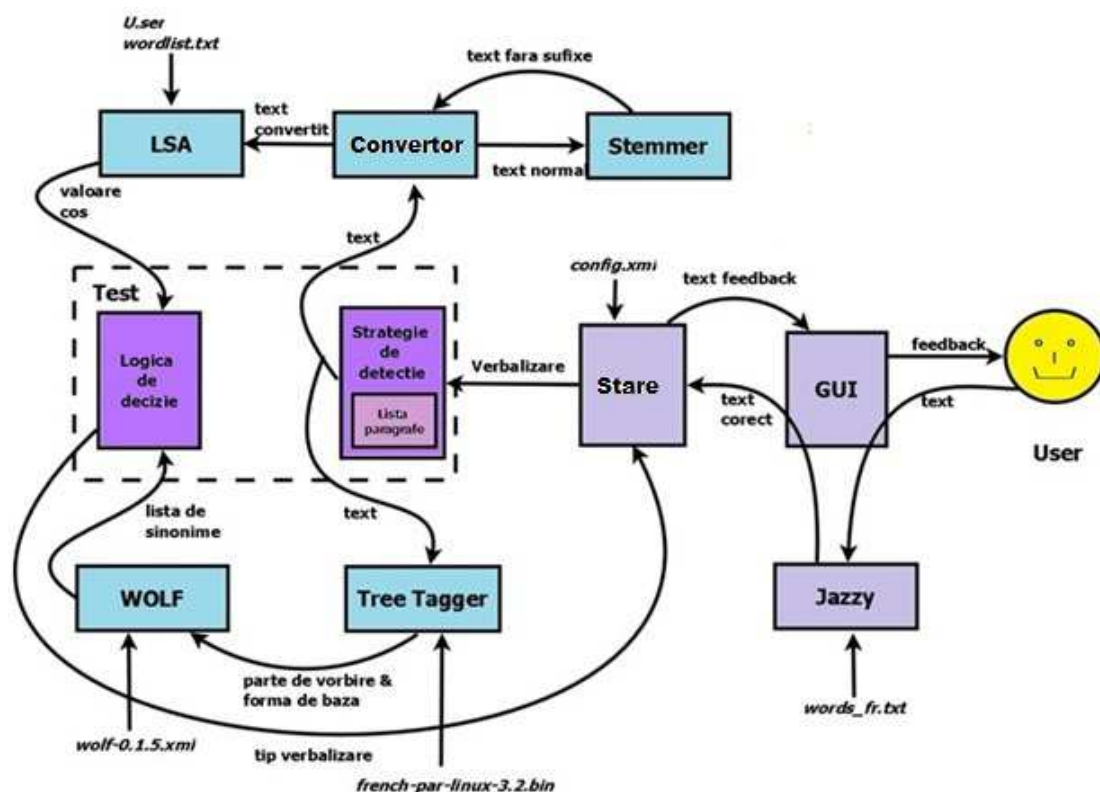 U.ser
wordlist.txt
text fara sufixe
text
convertit
LSA
Convertor
Stemmer
text normal
valoare
cos
text
config.xml
text feedback
Test
Strategie
de
detectie
Logica
de
decizie
Lista
paragrafe
Verbalizare
Stare
text
corect
GUI
feedback
text
User
lista de
sinonime
text
WOLF
Tree Tagger
Jazzy
parte de vorbire &
forma de baza
words_fr.txt
wolf-0.1.5.xml
tip verbalizare
french-par-linux-3.2.bin